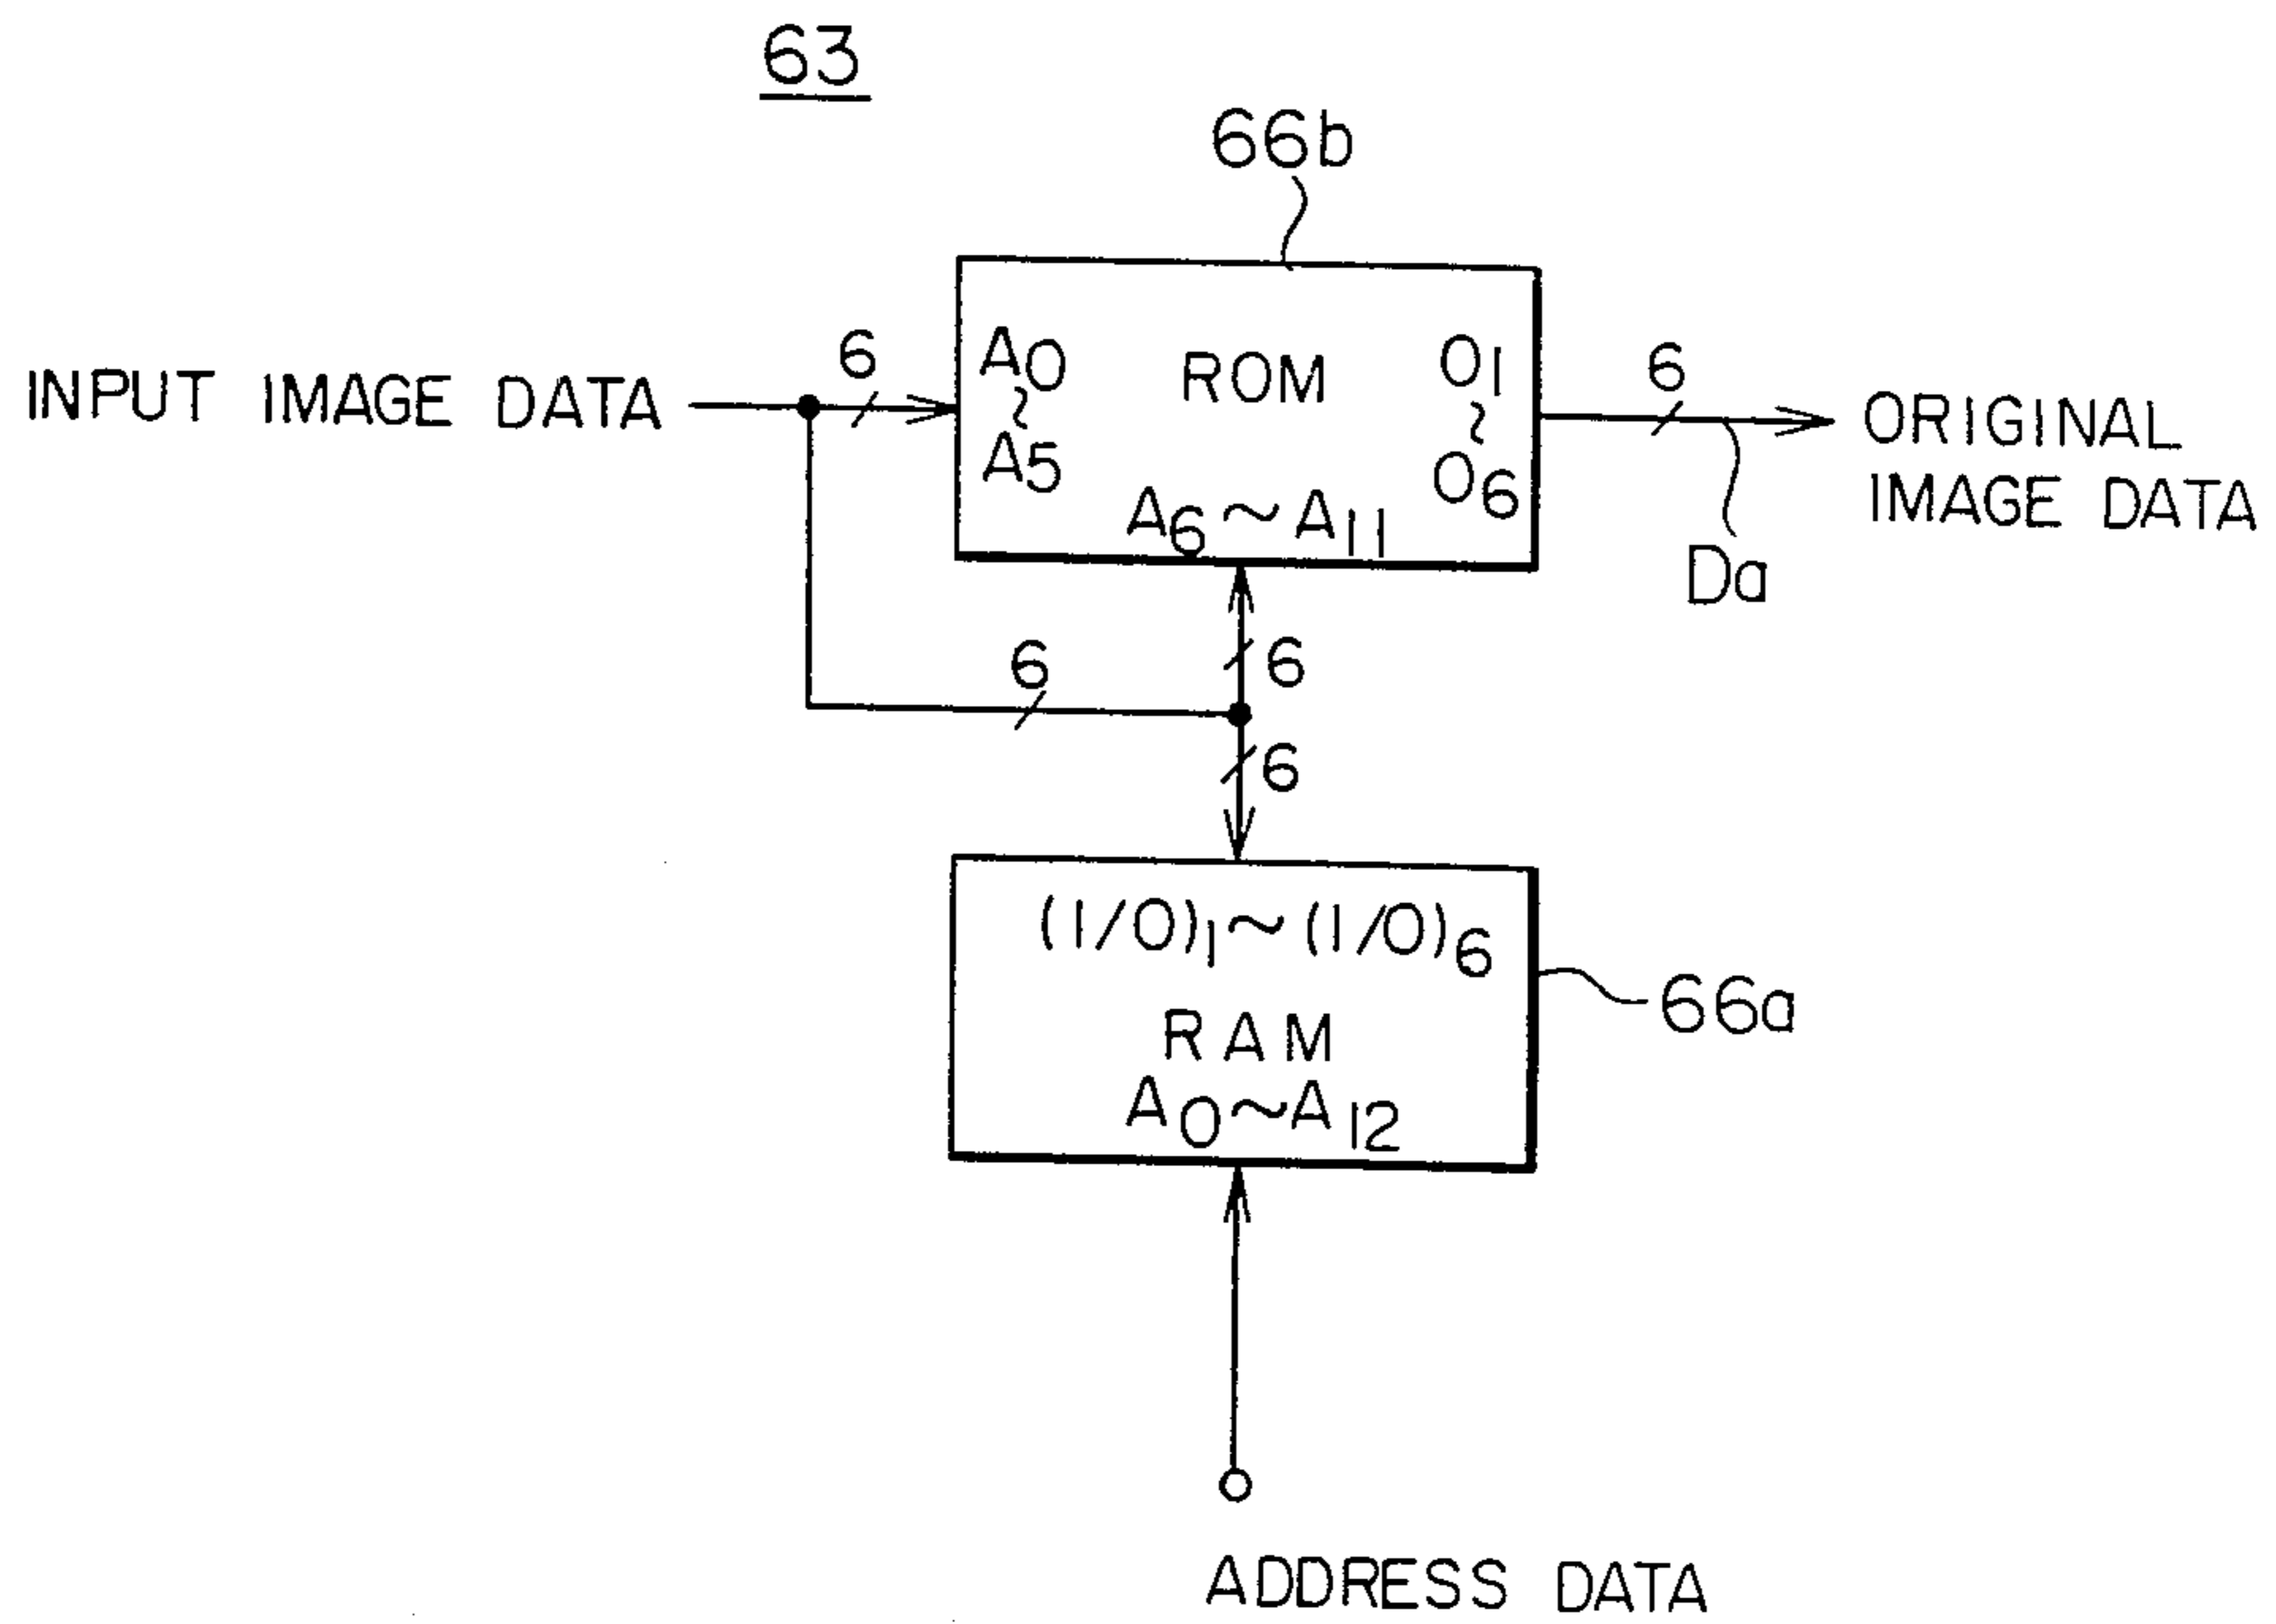 63
66b
INPUT IMAGE DATA
6
A0
~
A5
ROM
O1
~
O6
A6~A11
6
ORIGINAL
IMAGE DATA
Da
6
6
6
(I/O)1~(I/O)6
RAM
A0~A12
66a
ADDRESS DATA